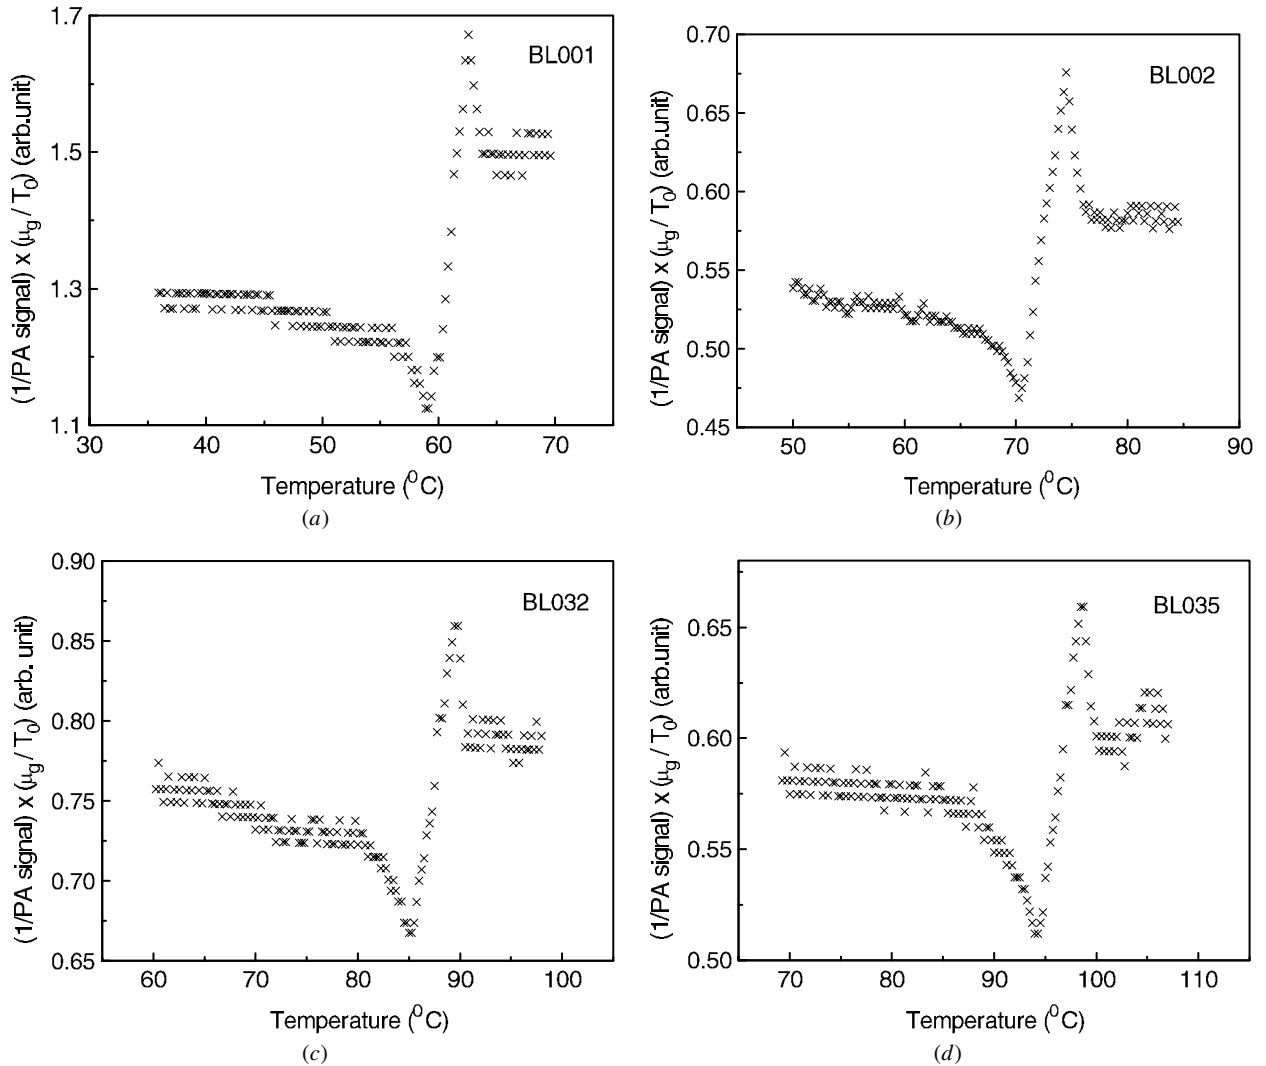 1.7
1.5
1.3
1.1
(1/PA signal) x (μg / T0) (arb.unit)
BL001
30 40 50 60 70
Temperature (⁰C)
(a)
0.70
0.65
0.60
0.55
0.50
0.45
(1/PA signal) x (μg / T0) (arb.unit)
BL002
50 60 70 80 90
Temperature (⁰C)
(b)
0.90
0.85
0.80
0.75
0.70
0.65
(1/PA signal) x (μg / T0) (arb. unit)
BL032
60 70 80 90 100
Temperature (⁰C)
(c)
0.65
0.60
0.55
0.50
(1/PA signal) x (μg / T0) (arb.unit)
BL035
70 80 90 100 110
Temperature (⁰C)
(d)